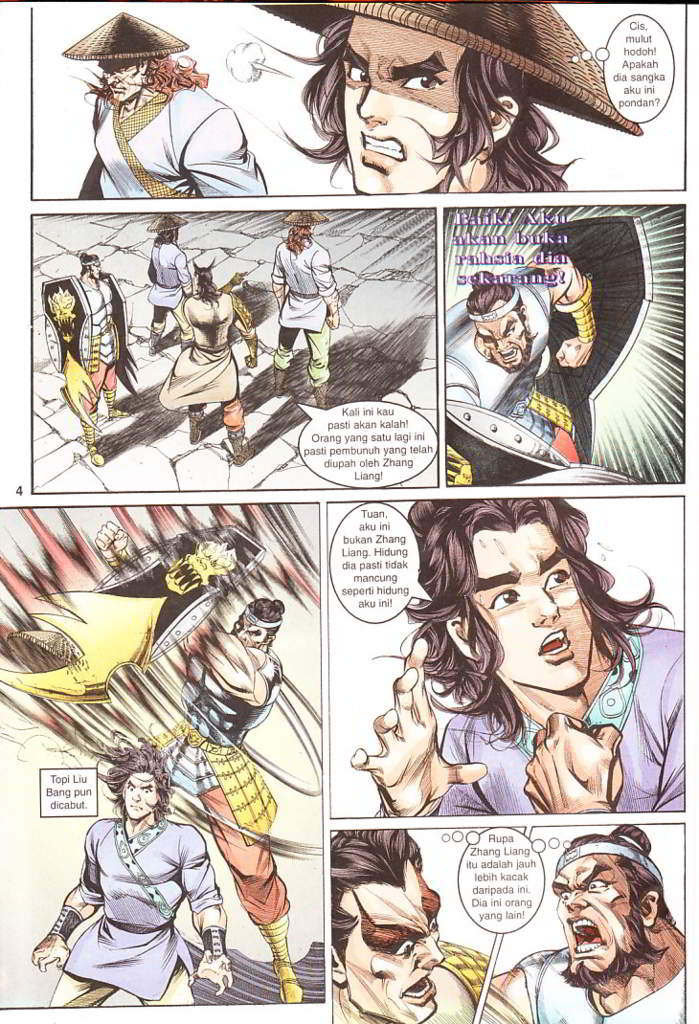 Cis,
mulut
hodoh!
Apakah
dia sangka
aku ini
pondan?
Baik! Aku
akan buka
rahsia dia
sekarang!
Kali ini kau
pasti akan kalah!
Orang yang satu lagi ini
pasti pembunuh yang telah
diupah oleh Zhang
Liang!
4
Tuan,
aku ini
bukan Zhang
Liang. Hidung
dia pasti tidak
mancung
seperti hidung
aku ini!
Topi Liu
Bang pun
dicabut.
Rupa
Zhang Liang
itu adalah jauh
lebih kacak
daripada ini.
Dia ini orang
yang lain!